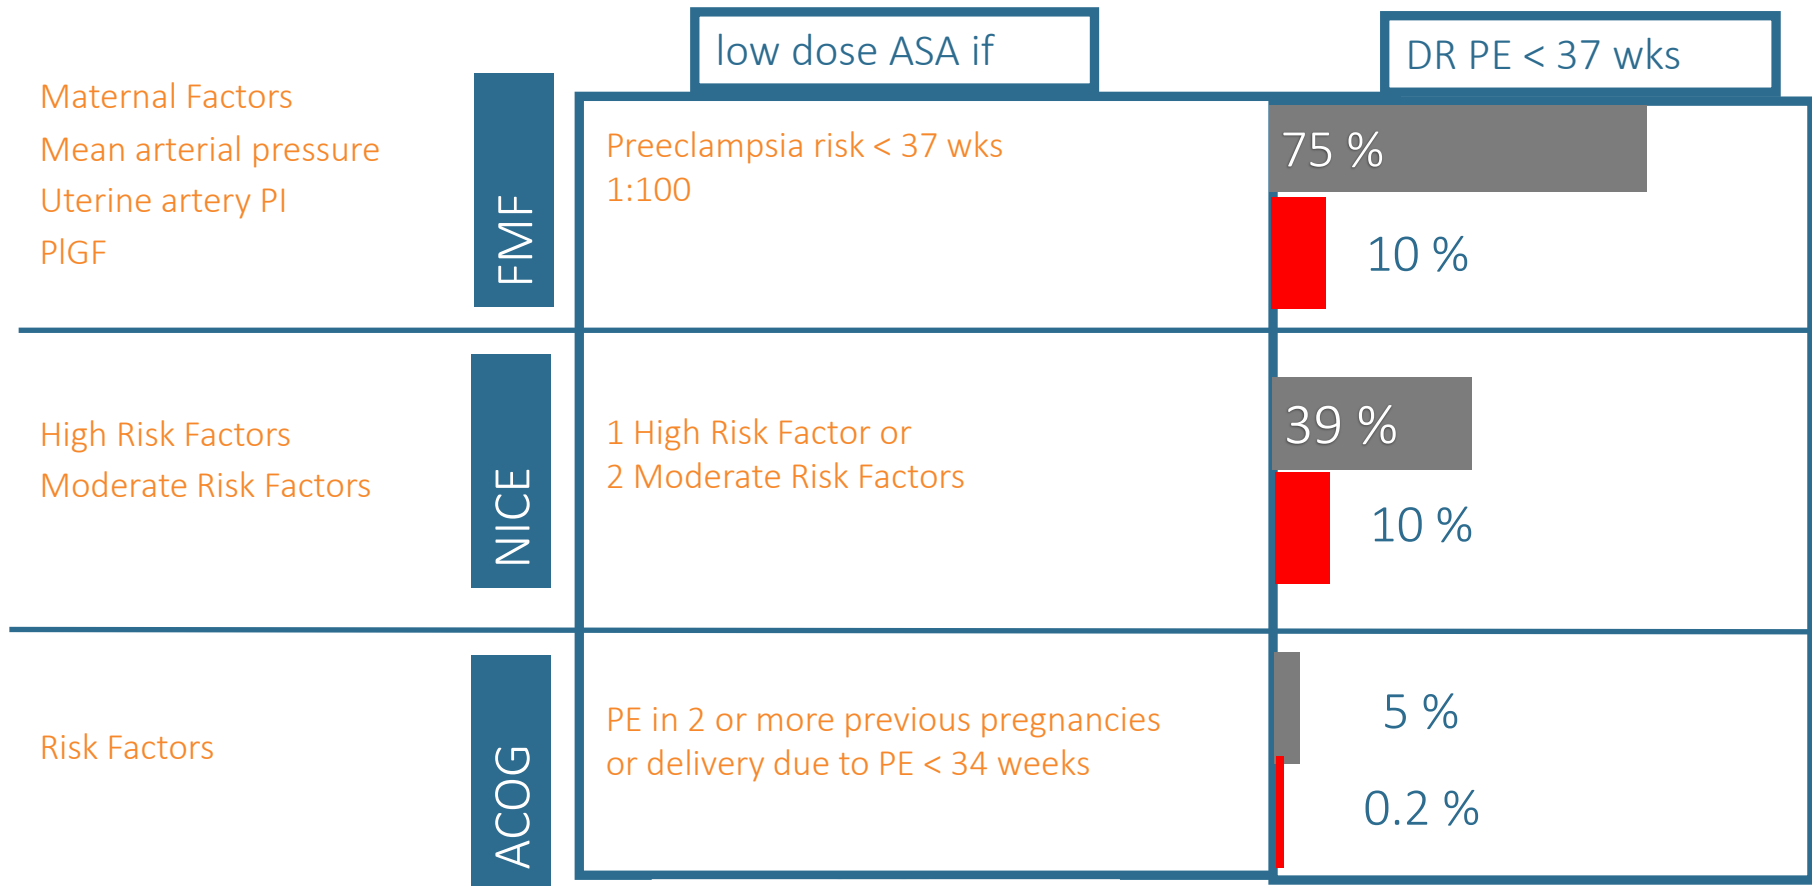 low dose ASA if
DR PE < 37 wks
Maternal Factors
Mean arterial pressure
Uterine artery PI
PlGF
FMF
Preeclampsia risk < 37 wks
1:100
75 %
10 %
High Risk Factors
Moderate Risk Factors
NICE
1 High Risk Factor or
2 Moderate Risk Factors
39 %
10 %
Risk Factors
ACOG
PE in 2 or more previous pregnancies
or delivery due to PE < 34 weeks
5 %
0.2 %